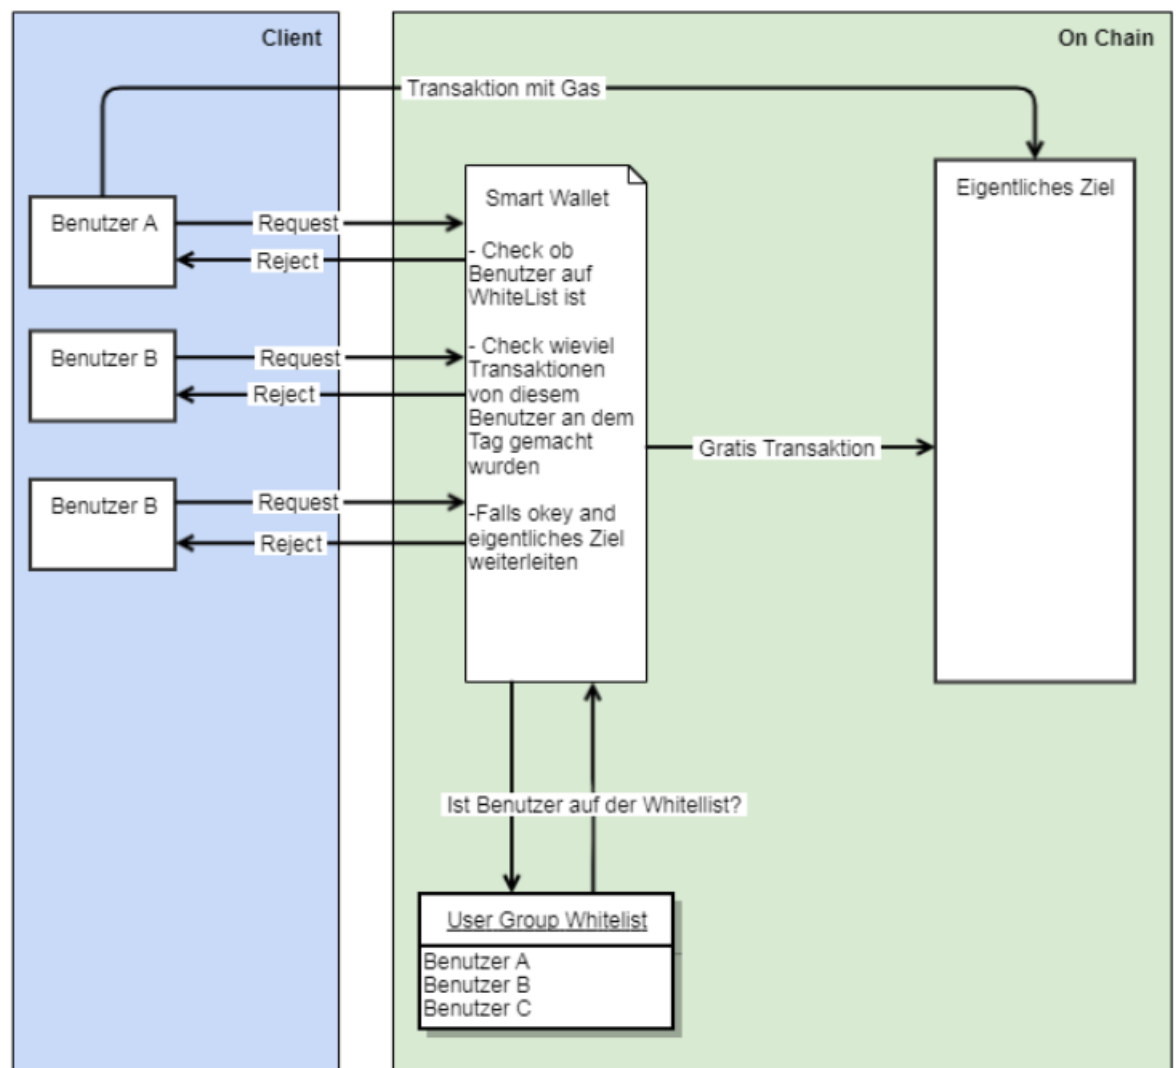 Client
On Chain
Transaktion mit Gas
Benutzer A
Request
Reject
Benutzer B
Request
Reject
Benutzer B
Request
Reject
Smart Wallet
- Check ob
Benutzer auf
WhiteList ist
- Check wieviel
Transaktionen
von diesem
Benutzer an dem
Tag gemacht
wurden
-Falls okey and
eigentliches Ziel
weiterleiten
Gratis Transaktion
Eigentliches Ziel
Ist Benutzer auf der Whitellist?
User Group Whitelist
Benutzer A
Benutzer B
Benutzer C